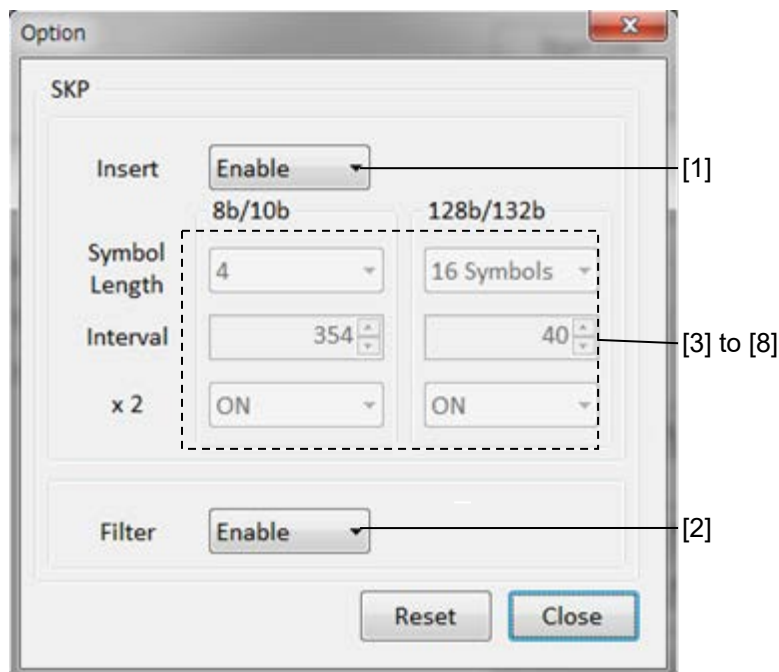 Option
SKP
Insert Enable [1]
8b/10b 128b/132b
Symbol
Length 4 16 Symbols
Interval 354 40 [3] to [8]
x 2 ON ON
Filter Enable [2]
Reset Close